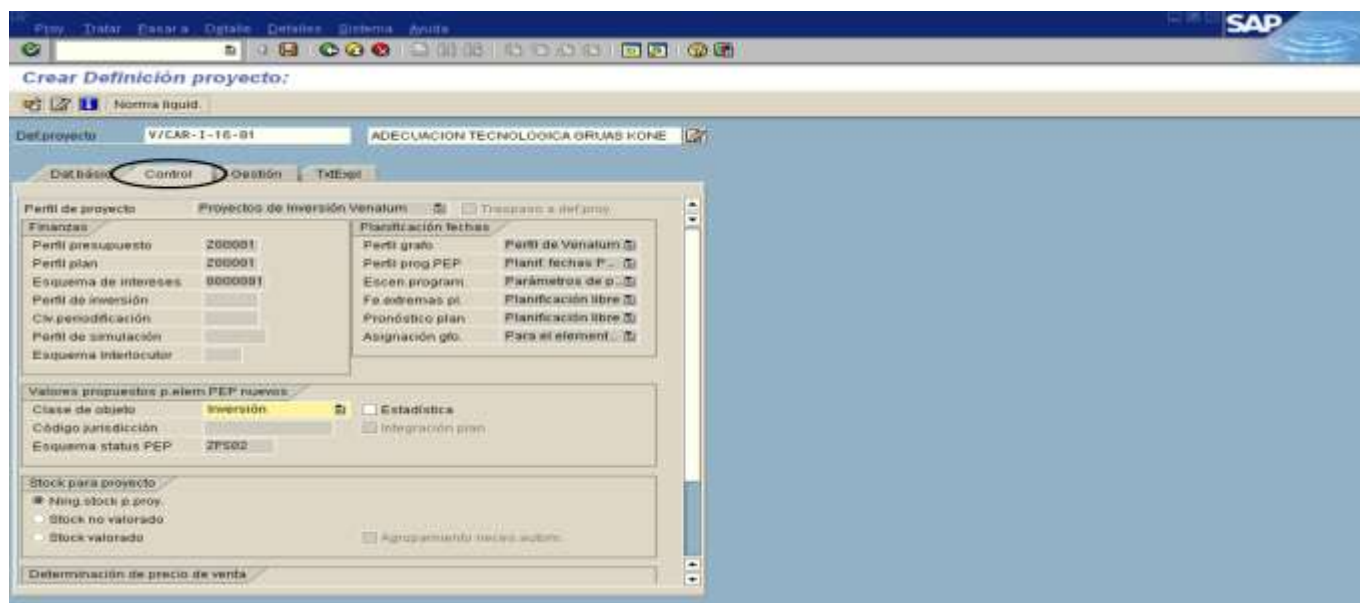 Proy. Tratar Pasar a Detalle Detalles Sistema Ayuda
SAP
Crear Definición proyecto:
Norma liquid.
Def.proyecto V/CAR-I-16-01 ADECUACION TECNOLOGICA GRUAS KONE
Dat.básic Control Gestión TxtExpl
Perfil de proyecto Proyectos de Inversión Venalum Traspaso a def.proy.
Finanzas Planificación fechas
Perfil presupuesto 200001 Perfil grafo Perfil de Venalum
Perfil plan 200001 Perfil prog.PEP Planif. fechas P...
Esquema de intereses 0000001 Escen.program. Parámetros de p...
Perfil de inversión Fe.extremas pl. Planificación libre
Clv.periodificación Pronóstico plan Planificación libre
Perfil de simulación Asignación gfo. Para el element...
Esquema interlocutor
Valores propuestos p.elem.PEP nuevos
Clase de objeto Inversión Estadística
Código jurisdicción Integración plan.
Esquema status PEP ZPS02
Stock para proyecto
Ning.stock p.proy.
Stock no valorado
Stock valorado Agrupamiento neces.autom.
Determinación de precio de venta